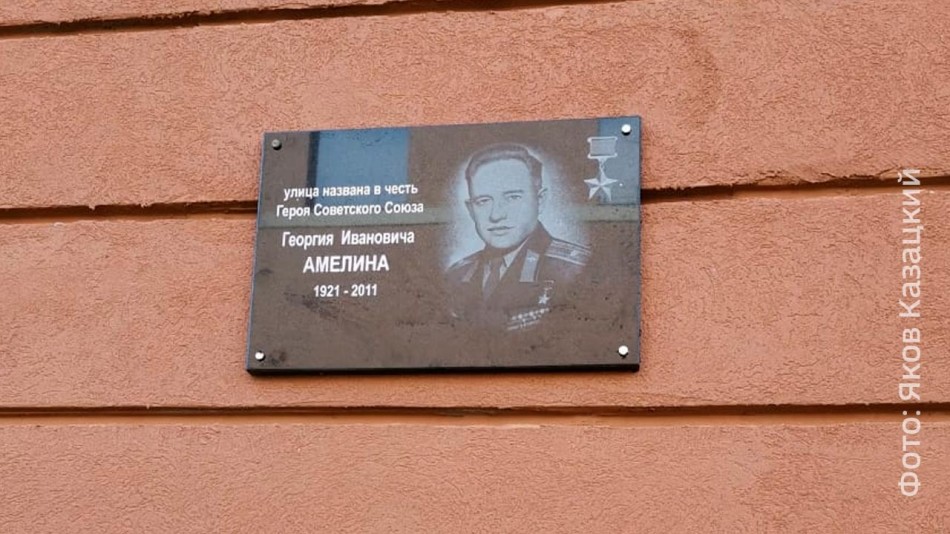 улица названа в честь
Героя Советского Союза
Георгия Ивановича
АМЕЛИНА
1921 - 2011
Фото: Яков Казацкий